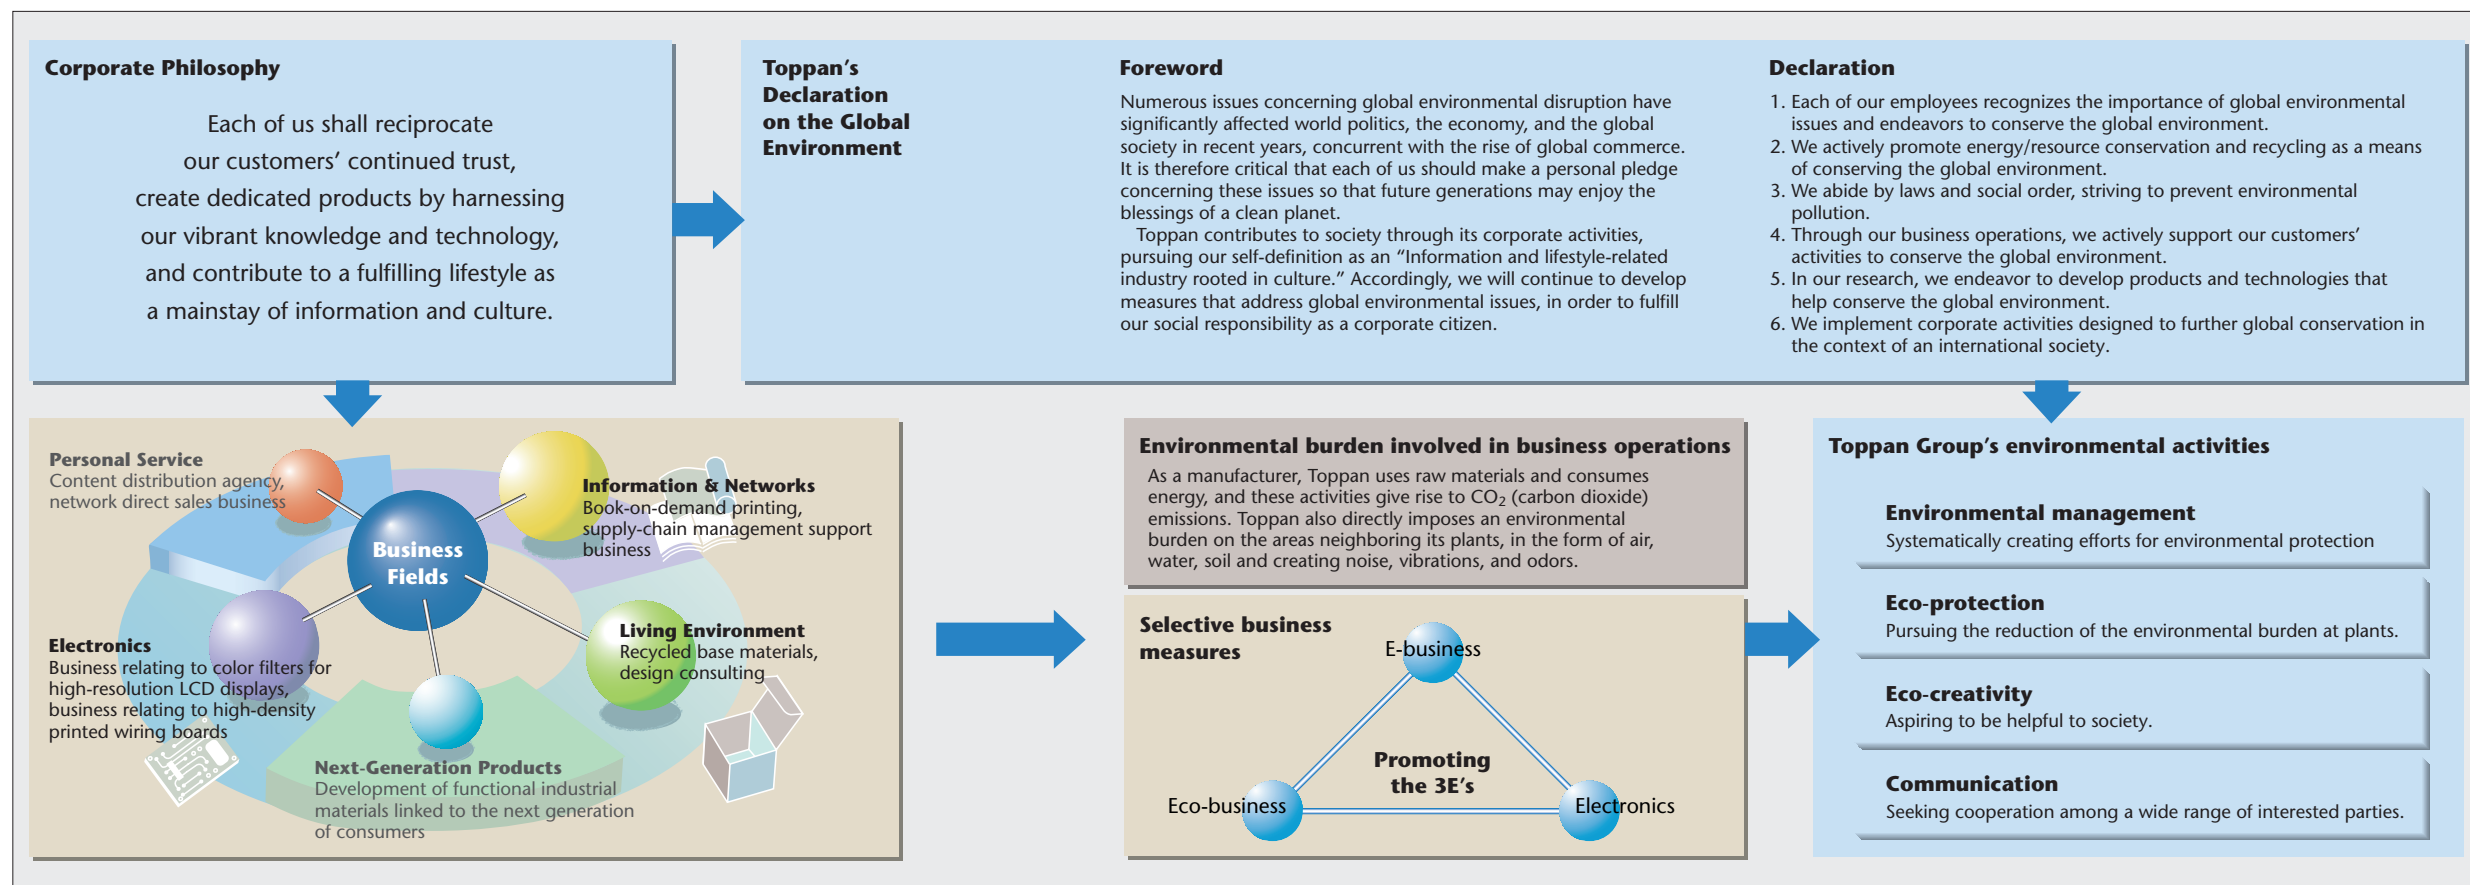 Corporate Philosophy
Each of us shall reciprocate
our customers’ continued trust,
create dedicated products by harnessing
our vibrant knowledge and technology,
and contribute to a fulfilling lifestyle as
a mainstay of information and culture.
Toppan’s
Declaration
on the Global
Environment
Foreword
Numerous issues concerning global environmental disruption have
significantly affected world politics, the economy, and the global
society in recent years, concurrent with the rise of global commerce.
It is therefore critical that each of us should make a personal pledge
concerning these issues so that future generations may enjoy the
blessings of a clean planet.
Toppan contributes to society through its corporate activities,
pursuing our self-definition as an “Information and lifestyle-related
industry rooted in culture.” Accordingly, we will continue to develop
measures that address global environmental issues, in order to fulfill
our social responsibility as a corporate citizen.
Declaration
1. Each of our employees recognizes the importance of global environmental
issues and endeavors to conserve the global environment.
2. We actively promote energy/resource conservation and recycling as a means
of conserving the global environment.
3. We abide by laws and social order, striving to prevent environmental
pollution.
4. Through our business operations, we actively support our customers’
activities to conserve the global environment.
5. In our research, we endeavor to develop products and technologies that
help conserve the global environment.
6. We implement corporate activities designed to further global conservation in
the context of an international society.
Personal Service
Content distribution agency,
network direct sales business
Information & Networks
Book-on-demand printing,
supply-chain management support
business
Business
Fields
Electronics
Business relating to color filters for
high-resolution LCD displays,
business relating to high-density
printed wiring boards
Living Environment
Recycled base materials,
design consulting
Next-Generation Products
Development of functional industrial
materials linked to the next generation
of consumers
Environmental burden involved in business operations
As a manufacturer, Toppan uses raw materials and consumes
energy, and these activities give rise to CO₂ (carbon dioxide)
emissions. Toppan also directly imposes an environmental
burden on the areas neighboring its plants, in the form of air,
water, soil and creating noise, vibrations, and odors.
Selective business
measures
E-business
Promoting
the 3E’s
Eco-business
Electronics
Toppan Group’s environmental activities
Environmental management
Systematically creating efforts for environmental protection
Eco-protection
Pursuing the reduction of the environmental burden at plants.
Eco-creativity
Aspiring to be helpful to society.
Communication
Seeking cooperation among a wide range of interested parties.